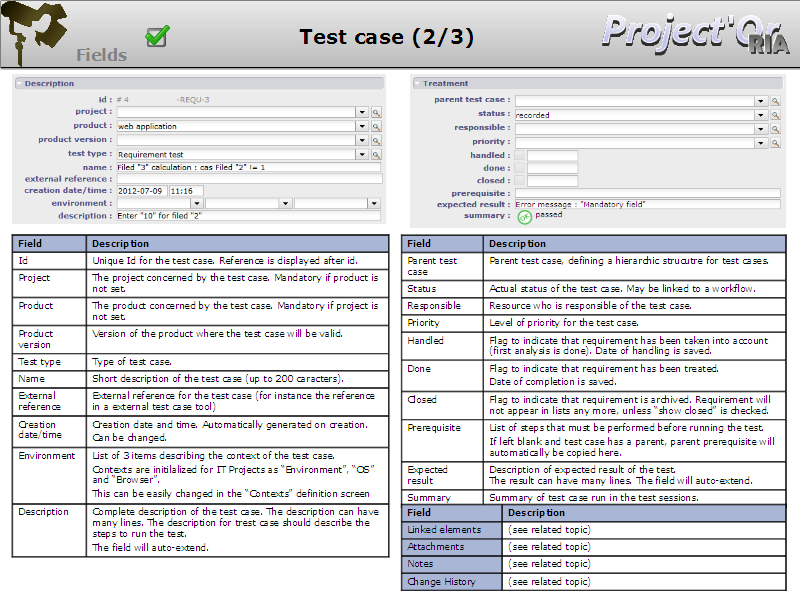 Fields
Test case (2/3)
Project'Or
RIA
Description
id : # 4 -REQU-3
project :
product : web application
product version :
test type : Requirement test
name : Filed "3" calculation : cas Filed "2" != 1
external reference :
creation date/time : 2012-07-09 11:16
environment :
description : Enter "10" for filed "2"
Treatment
parent test case :
status : recorded
responsible :
priority :
handled :
done :
closed :
prerequisite :
expected result : Error message : "Mandatory field"
summary : passed
Field Description
Id Unique Id for the test case. Reference is displayed after id.
Project The project concerned by the test case. Mandatory if product is
not set.
Product The product concerned by the test case. Mandatory if project is
not set.
Product Version of the product where the test case will be valid.
version
Test type Type of test case.
Name Short description of the test case (up to 200 caracters).
External External reference for the test case (for instance the reference
reference in a external test case tool)
Creation Creation date and time. Automatically generated on creation.
date/time Can be changed.
Environment List of 3 items describing the context of the test case.
Contexts are initilalized for IT Projects as “Environment”, “OS”
and “Browser”.
This can be easily changed in the “Contexts” definition screen
Description Complete description of the test case. The description can have
many lines. The description for trest case should describe the
steps to run the test.
The field will auto-extend.
Field Description
Parent test Parent test case, defining a hierarchic strucutre for test cases.
case
Status Actual status of the test case. May be linked to a workflow.
Responsible Resource who is responsible of the test case.
Priority Level of priority for the test case.
Handled Flag to indicate that requirement has been taken into account
(first analysis is done). Date of handling is saved.
Done Flag to indicate that requirement has been treated.
Date of completion is saved.
Closed Flag to indicate that requirement is archived. Requirement will
not appear in lists any more, unless “show closed” is checked.
Prerequisite List of steps that must be performed before running the test.
If left blank and test case has a parent, parent prerequisite will
automatically be copied here.
Expected Description of expected result of the test.
result The result can have many lines. The field will auto-extend.
Summary Summary of test case run in the test sessions.
Field Description
Linked elements (see related topic)
Attachments (see related topic)
Notes (see related topic)
Change History (see related topic)